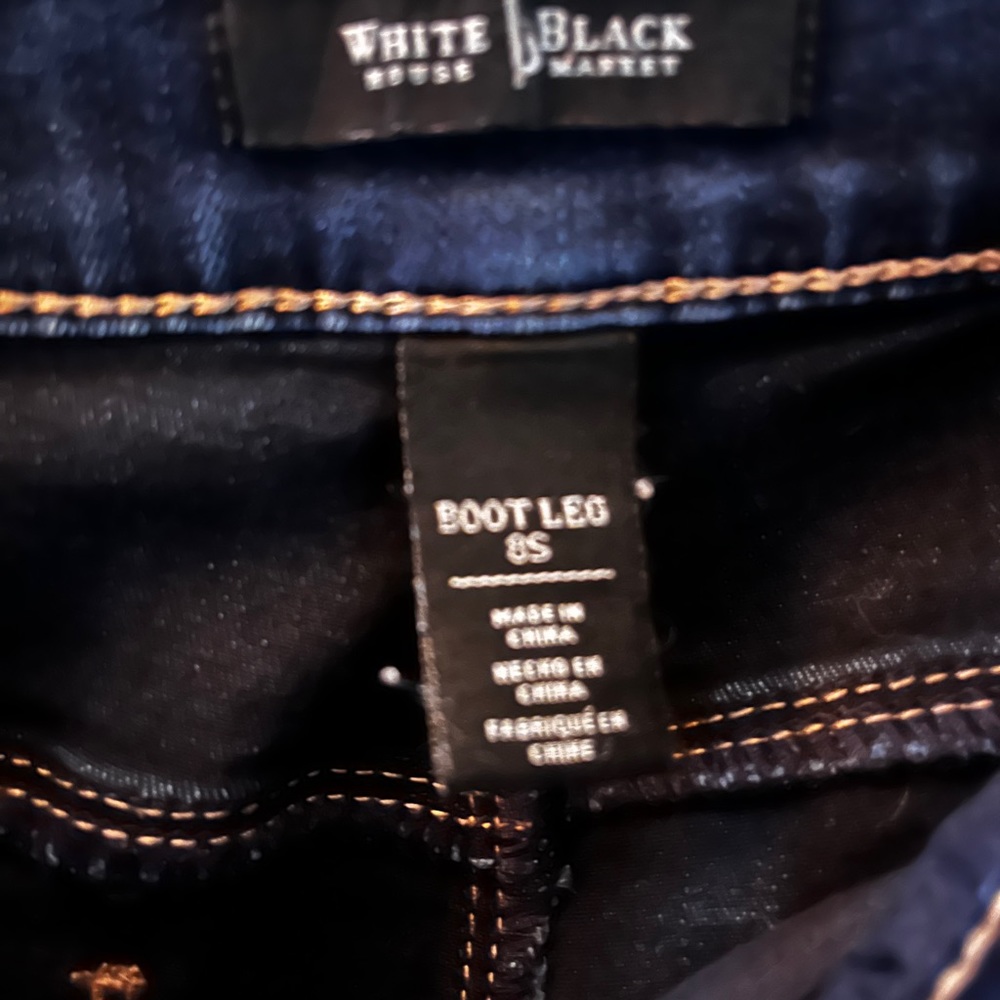 WHITE BLACK
HOUSE MARKET
BOOT LEG
8S
MADE IN
CHINA
HECHO EN
CHINA
FABRIQUÉ EN
CHINE